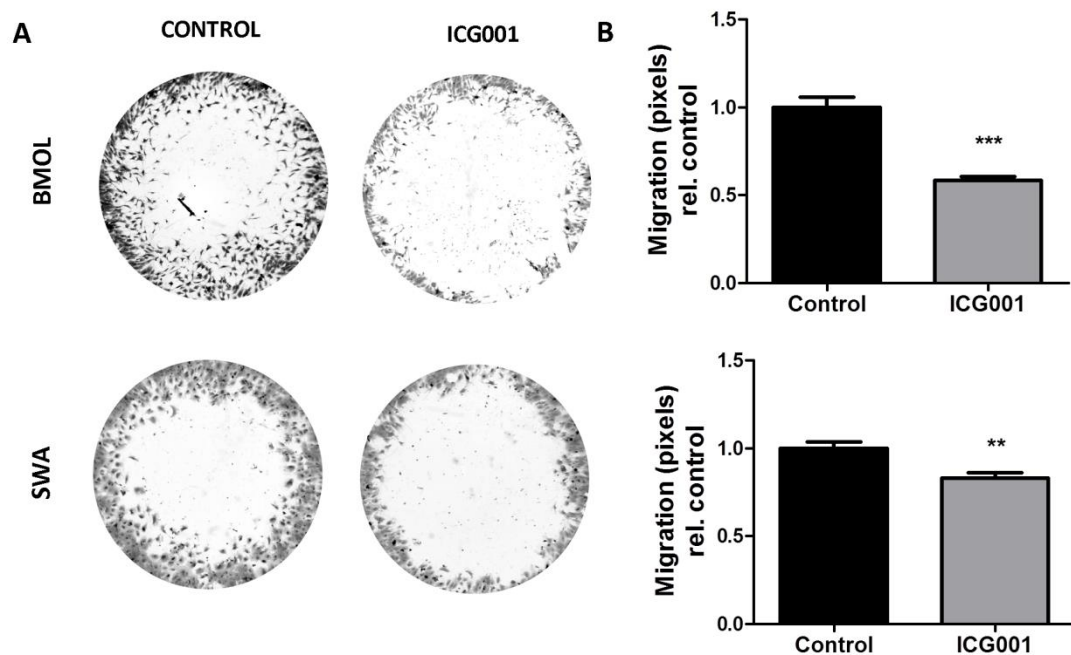 A
CONTROL
ICG001
B
BMOL
SWA
Migration (pixels)
rel. control
1.5
1.0
0.5
0.0
***
Control
ICG001
Migration (pixels)
rel. control
1.5
1.0
0.5
0.0
**
Control
ICG001